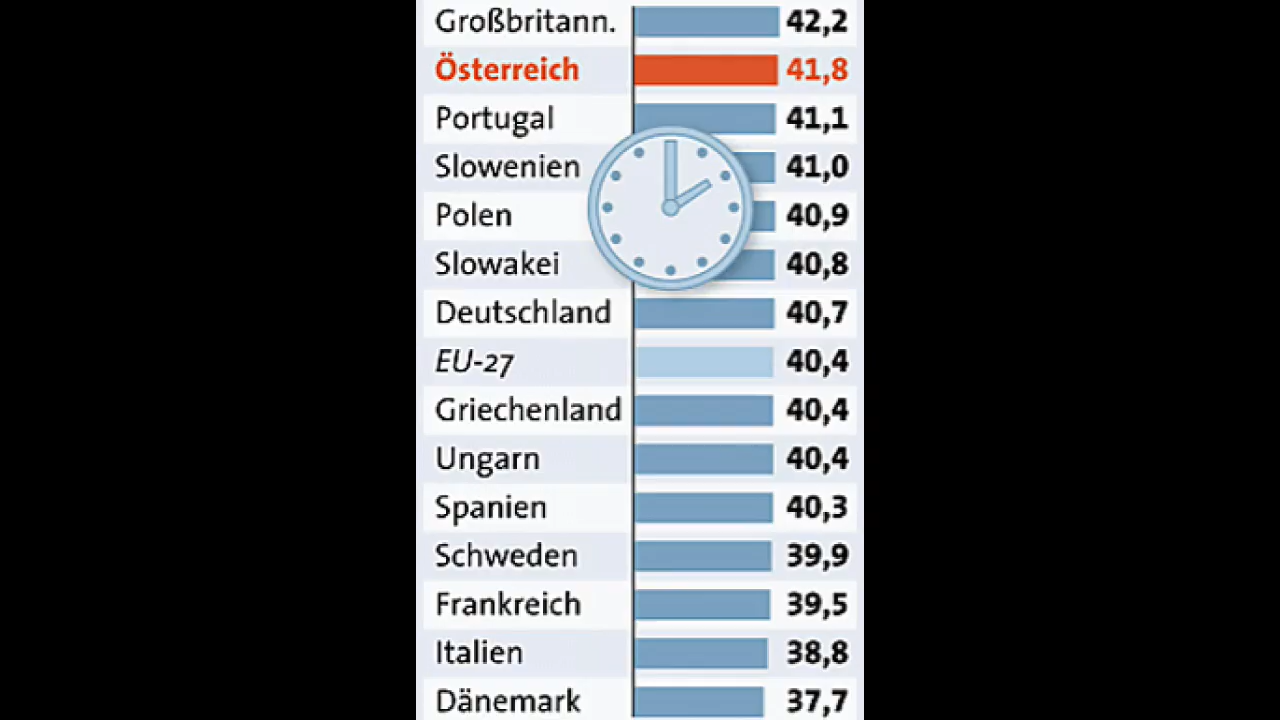 Großbritann. 42,2
Österreich 41,8
Portugal 41,1
Slowenien 41,0
Polen 40,9
Slowakei 40,8
Deutschland 40,7
EU-27 40,4
Griechenland 40,4
Ungarn 40,4
Spanien 40,3
Schweden 39,9
Frankreich 39,5
Italien 38,8
Dänemark 37,7